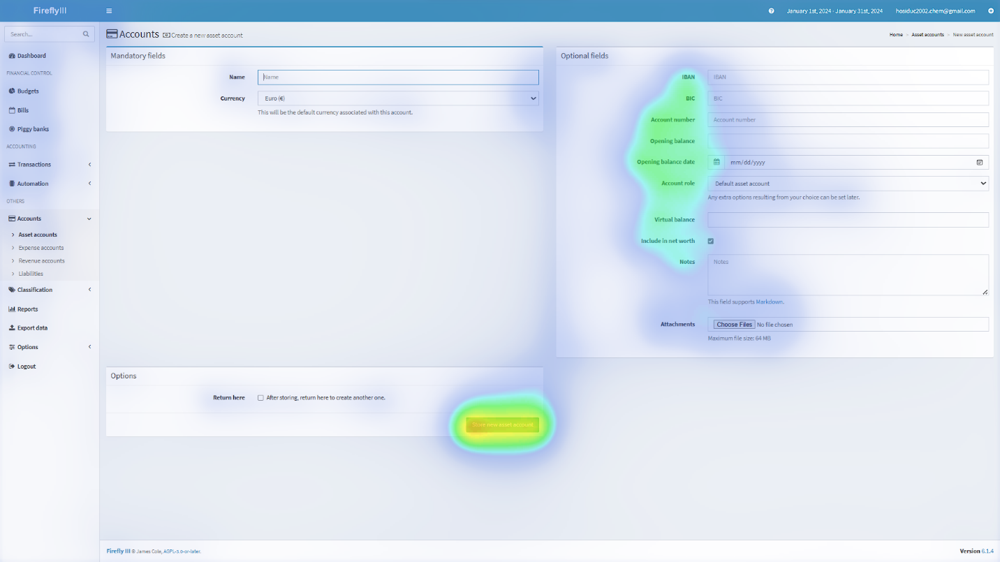 FireflyIII
January 1st, 2024 - January 31st, 2024
hosiduc2002.chem@gmail.com
Search...
Dashboard
FINANCIAL CONTROL
Budgets
Bills
Piggy banks
ACCOUNTING
Transactions
Automation
OTHERS
Accounts
Asset accounts
Expense accounts
Revenue accounts
Liabilities
Classification
Reports
Export data
Options
Logout
Accounts Create a new asset account
Home > Asset accounts > New asset account
Mandatory fields
Name Name
Currency Euro (€)
This will be the default currency associated with this account.
Optional fields
IBAN IBAN
BIC BIC
Account number Account number
Opening balance
Opening balance date mm/dd/yyyy
Account role Default asset account
Any extra options resulting from your choice can be set later.
Virtual balance
Include in net worth
Notes Notes
This field supports Markdown.
Attachments Choose Files No file chosen
Maximum file size: 64 MB
Options
Return here After storing, return here to create another one.
Store new asset account
Firefly III © James Cole, AGPL-3.0-or-later.
Version 6.1.4